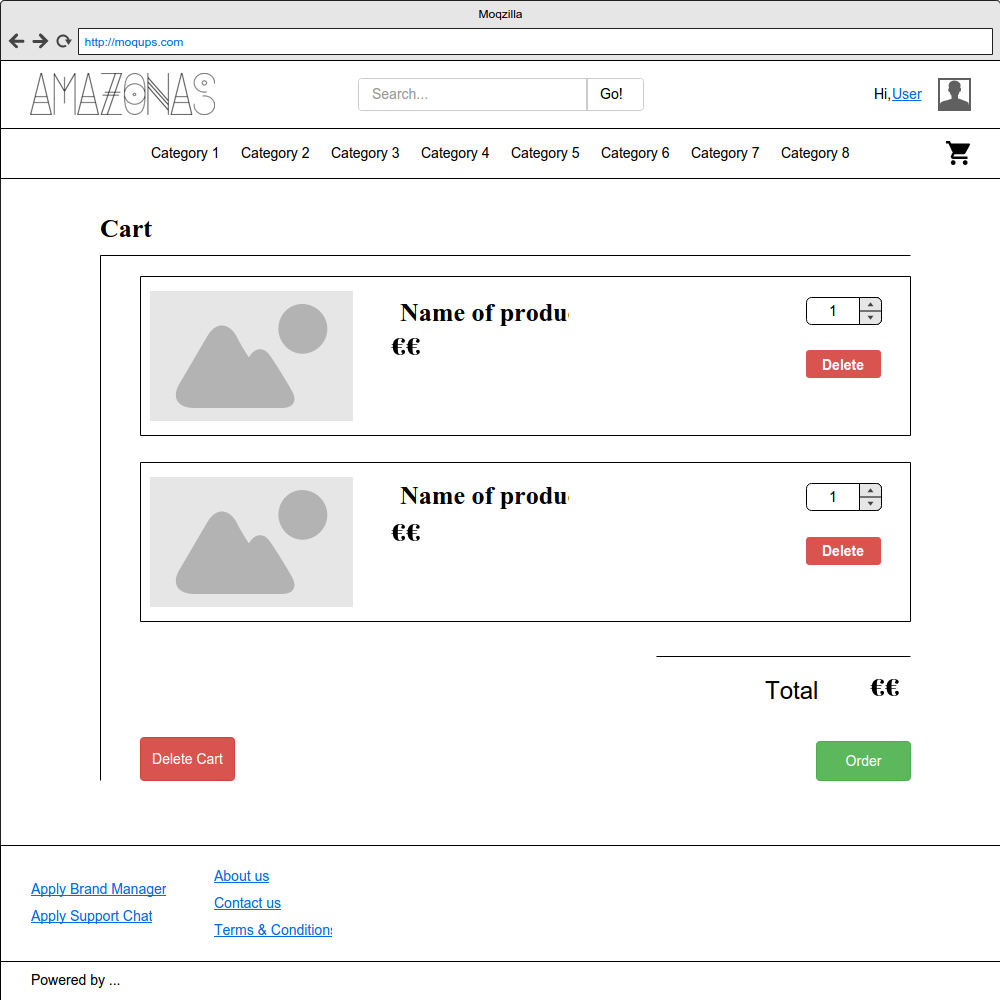 Moqzilla
http://moqups.com
AMAZZONAS
Search...
Go!
Hi,User
Category 1 Category 2 Category 3 Category 4 Category 5 Category 6 Category 7 Category 8
Cart
Name of produ
€€
1
Delete
Name of produ
€€
1
Delete
Total €€
Delete Cart
Order
Apply Brand Manager
Apply Support Chat
About us
Contact us
Terms & Conditions
Powered by ...